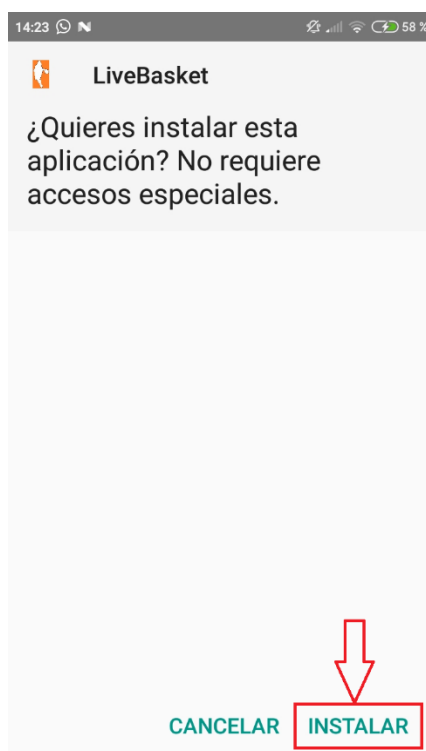 14:23 58 %
LiveBasket
¿Quieres instalar esta
aplicación? No requiere
accesos especiales.
CANCELAR INSTALAR